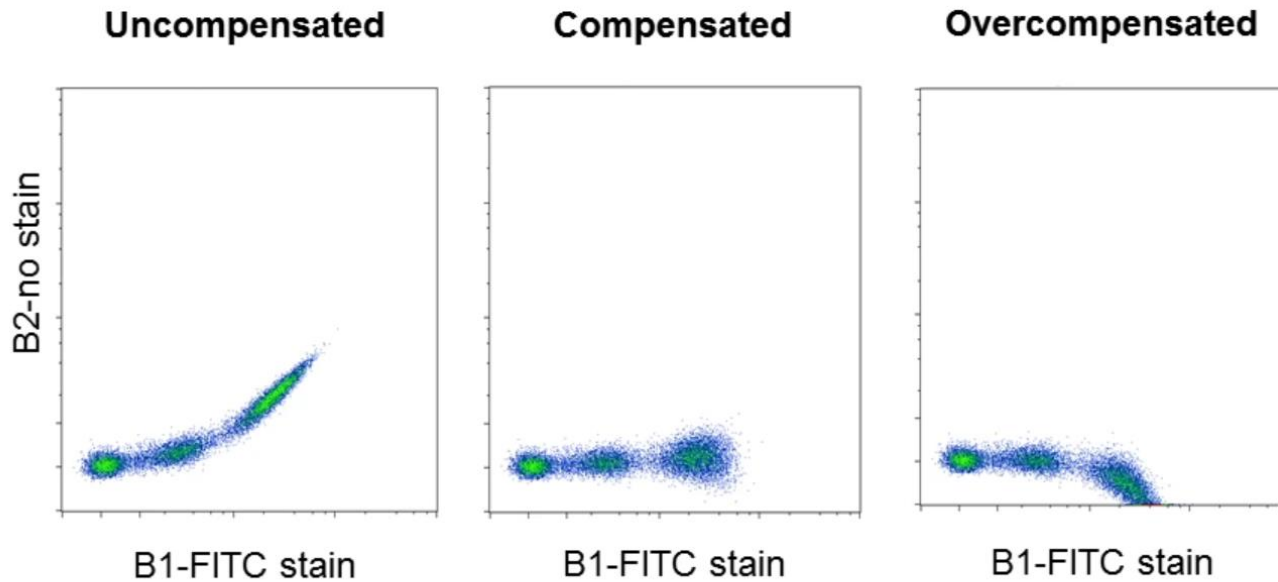 Uncompensated
Compensated
Overcompensated
B2-no stain
B1-FITC stain
B1-FITC stain
B1-FITC stain